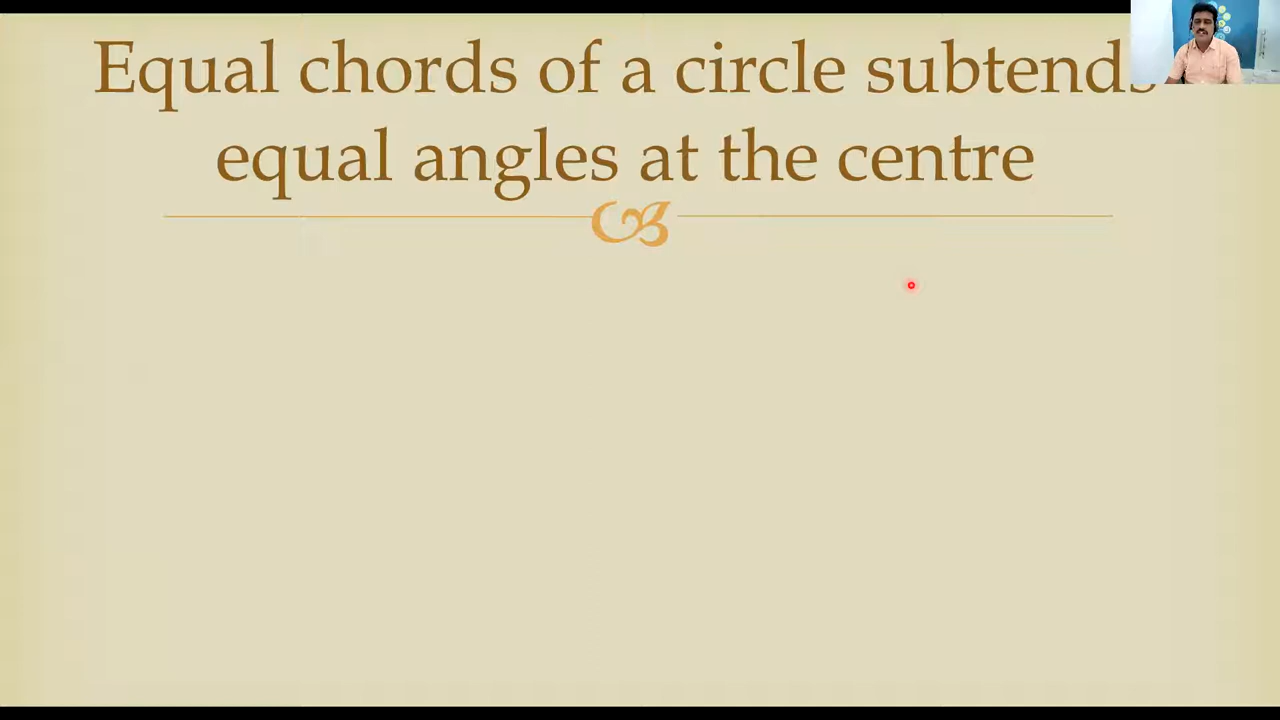 Equal chords of a circle subtends
equal angles at the centre